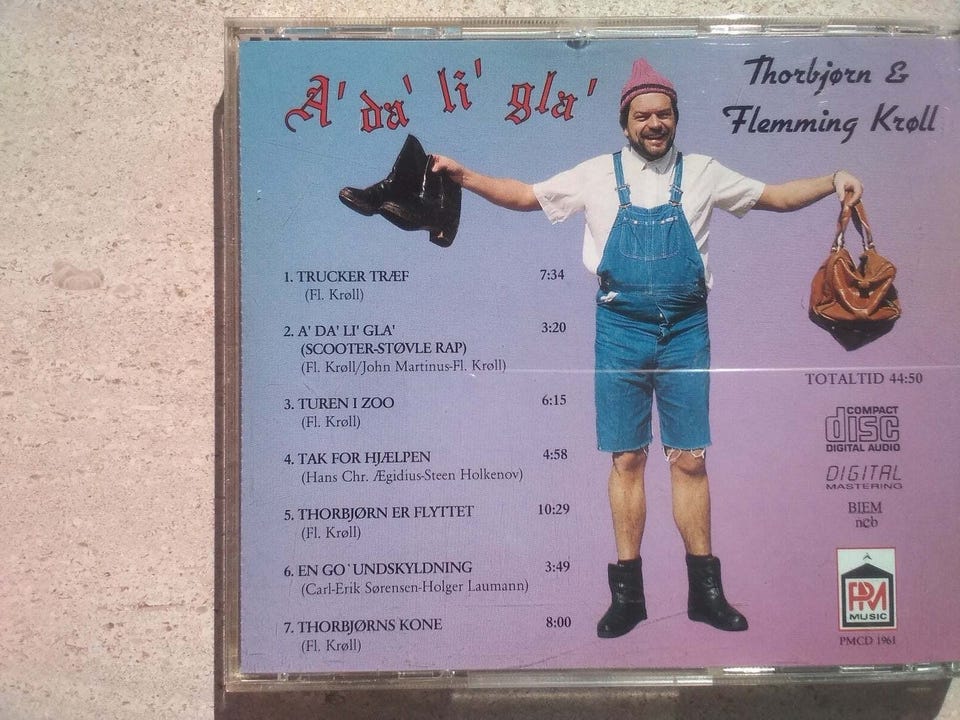 A' da' li' gla'
Thorbjørn &
Flemming Krøll
1. TRUCKER TRÆF 7:34
(Fl. Krøll)
2. A' DA' LI' GLA' 3:20
(SCOOTER-STØVLE RAP)
(Fl. Krøll/John Martinus-Fl. Krøll)
3. TUREN I ZOO 6:15
(Fl. Krøll)
4. TAK FOR HJÆLPEN 4:58
(Hans Chr. Ægidius-Steen Holkenov)
5. THORBJØRN ER FLYTTET 10:29
(Fl. Krøll)
6. EN GO`UNDSKYLDNING 3:49
(Carl-Erik Sørensen-Holger Laumann)
7. THORBJØRNS KONE 8:00
(Fl. Krøll)
TOTALTID 44:50
COMPACT
disc
DIGITAL AUDIO
DIGITAL
MASTERING
BIEM
ncb
PM
MUSIC
PMCD 1961